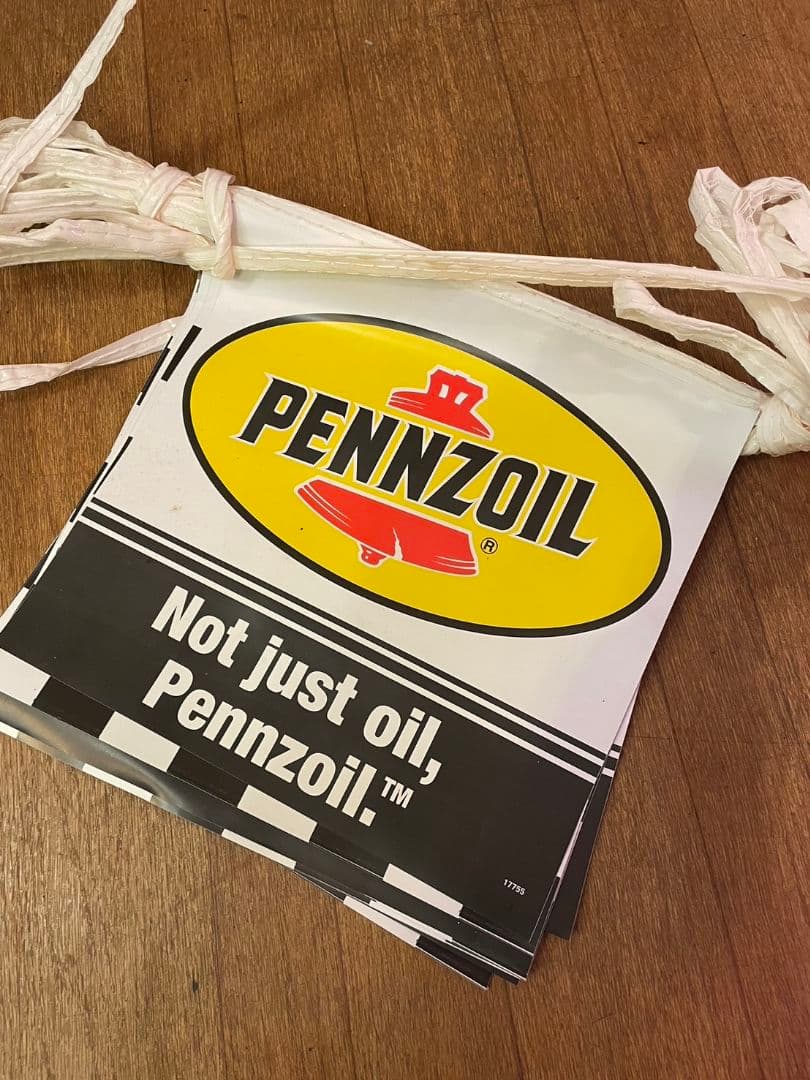 PENNZOIL
®
Not just oil,
Pennzoil.™
17755